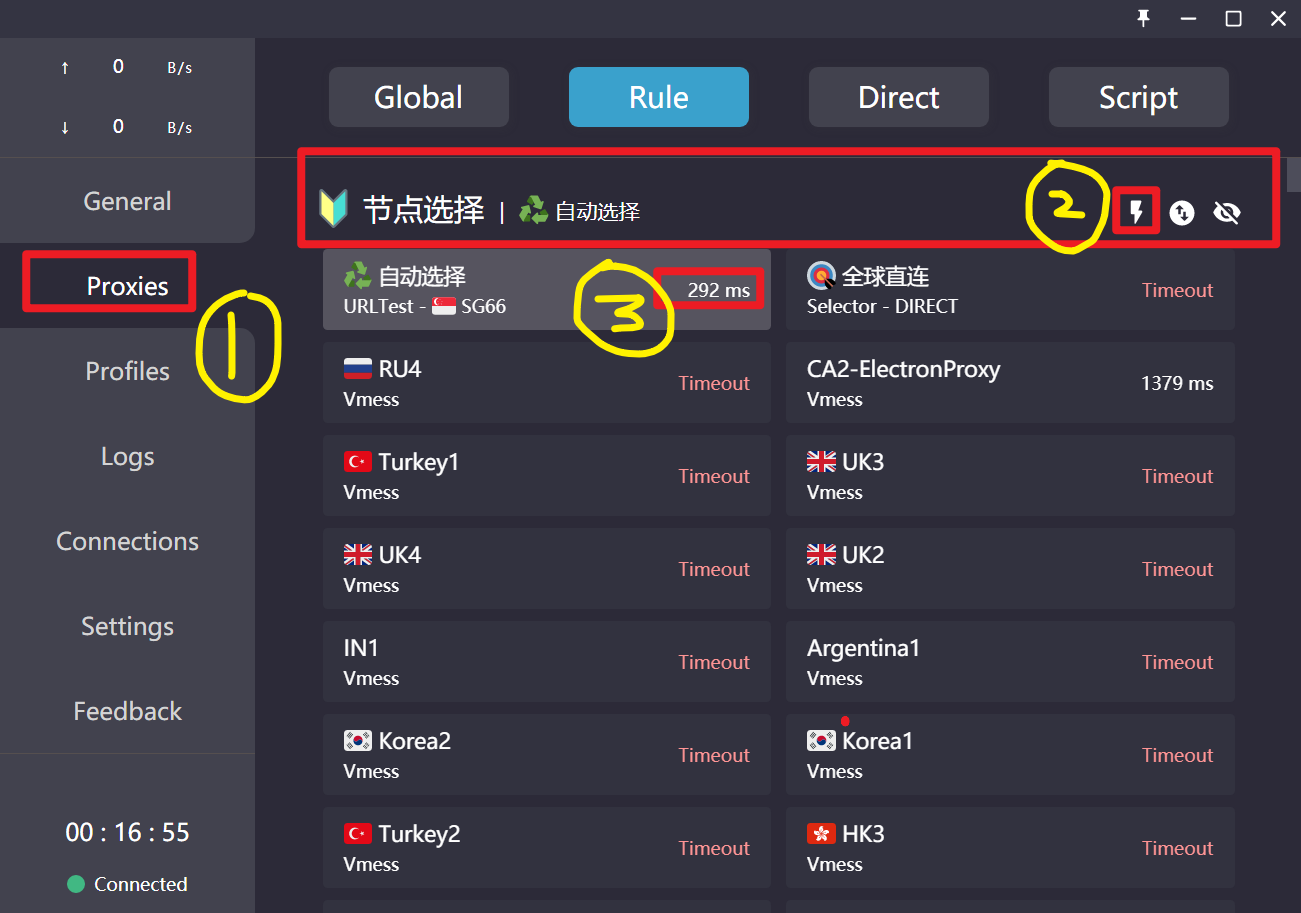 ↑ 0 B/s
↓ 0 B/s
General
Proxies
Profiles
Logs
Connections
Settings
Feedback
00 : 16 : 55
Connected
Global
Rule
Direct
Script
节点选择 | 自动选择
自动选择
URLTest - SG66
292 ms
全球直连
Selector - DIRECT
Timeout
RU4
Vmess
Timeout
CA2-ElectronProxy
Vmess
1379 ms
Turkey1
Vmess
Timeout
UK3
Vmess
Timeout
UK4
Vmess
Timeout
UK2
Vmess
Timeout
IN1
Vmess
Timeout
Argentina1
Vmess
Timeout
Korea2
Vmess
Timeout
Korea1
Vmess
Timeout
Turkey2
Vmess
Timeout
HK3
Vmess
Timeout
1
2
3